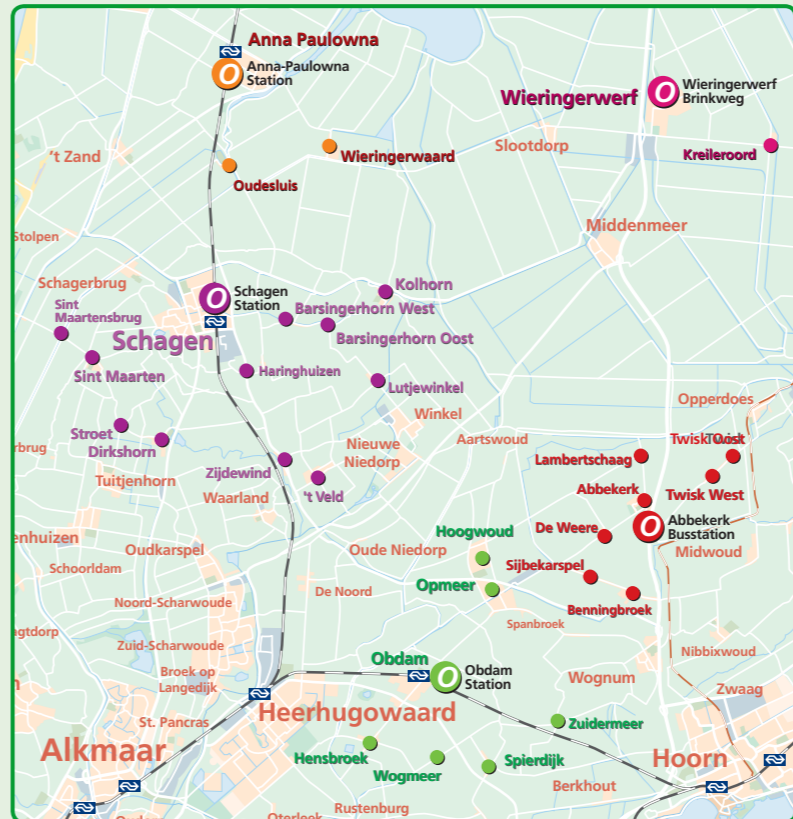 Anna Paulowna
O
Anna-Paulowna
Station
Wieringerwerf
O
Wieringerwerf
Brinkweg
't Zand
Wieringerwaard
Slootdorp
Kreileroord
Oudesluis
Stolpen
Middenmeer
Schagerbrug
Kolhorn
O
Schagen
Station
Sint
Maartensbrug
Barsingerhorn West
Schagen
Barsingerhorn Oost
Sint Maarten
Haringhuizen
Lutjewinkel
Opperdoes
Winkel
Stroet
Aartswoud
Twisk Oost
Dirkshorn
Nieuwe
Niedorp
Lambertschaag
Zijdewind
Tuitjenhorn
't Veld
Abbekerk
Twisk West
Waarland
O
Abbekerk
Busstation
De Weere
Hoogwoud
enhuizen
Oudkarspel
Oude Niedorp
Midwoud
Schoorldam
Sijbekarspel
Opmeer
De Noord
Noord-Scharwoude
Benningbroek
Spanbroek
agtdorp
Zuid-Scharwoude
Nibbixwoud
Obdam
O
Obdam
Station
Broek op
Langedijk
Wognum
Zwaag
Heerhugowaard
St. Pancras
Zuidermeer
Alkmaar
Hensbroek
Wogmeer
Spierdijk
Hoorn
Berkhout
Rustenburg
Oterleek